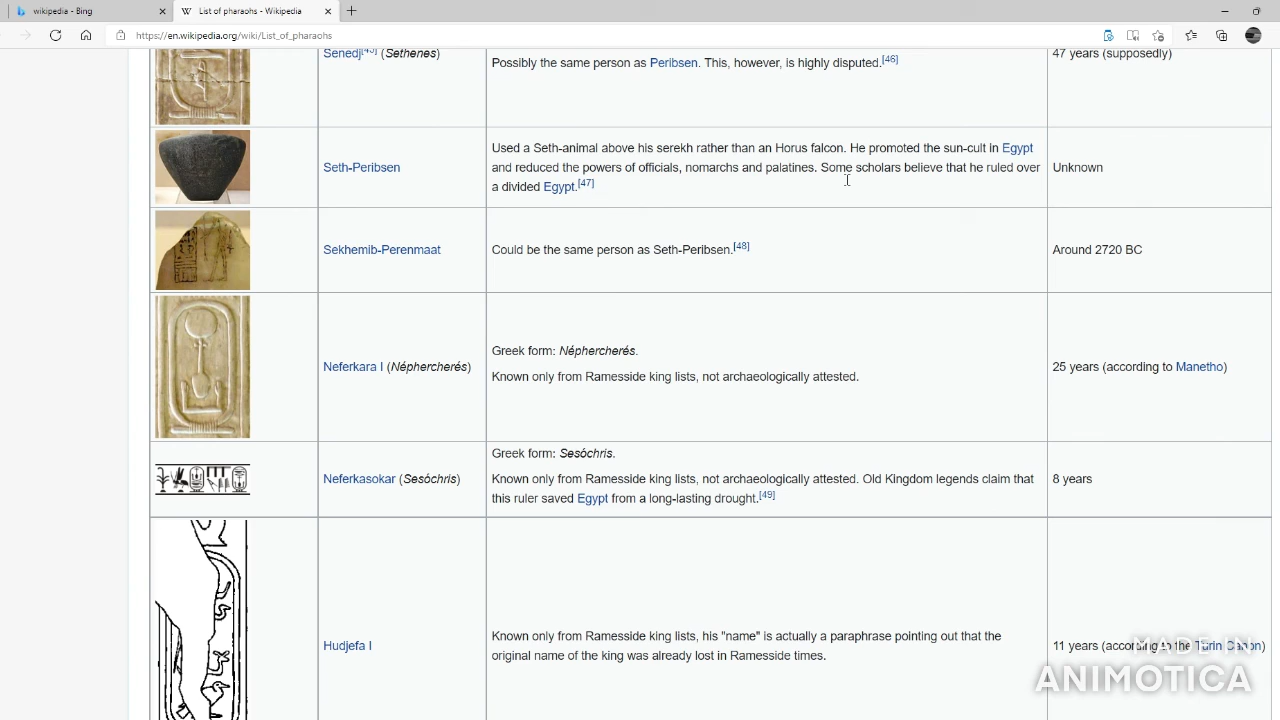 wikipedia - Bing
List of pharaohs - Wikipedia
https://en.wikipedia.org/wiki/List_of_pharaohs
Senedj[45] (Sethenes)
Possibly the same person as Peribsen. This, however, is highly disputed.[46]
47 years (supposedly)
Seth-Peribsen
Used a Seth-animal above his serekh rather than an Horus falcon. He promoted the sun-cult in Egypt
and reduced the powers of officials, nomarchs and palatines. Some scholars believe that he ruled over
a divided Egypt.[47]
Unknown
Sekhemib-Perenmaat
Could be the same person as Seth-Peribsen.[48]
Around 2720 BC
Neferkara I (Néphercherés)
Greek form: Néphercherés.
Known only from Ramesside king lists, not archaeologically attested.
25 years (according to Manetho)
Neferkasokar (Sesóchris)
Greek form: Sesóchris.
Known only from Ramesside king lists, not archaeologically attested. Old Kingdom legends claim that
this ruler saved Egypt from a long-lasting drought.[49]
8 years
Hudjefa I
Known only from Ramesside king lists, his "name" is actually a paraphrase pointing out that the
original name of the king was already lost in Ramesside times.
11 years (according to the Turin Canon)
MADE IN
ANIMOTICA